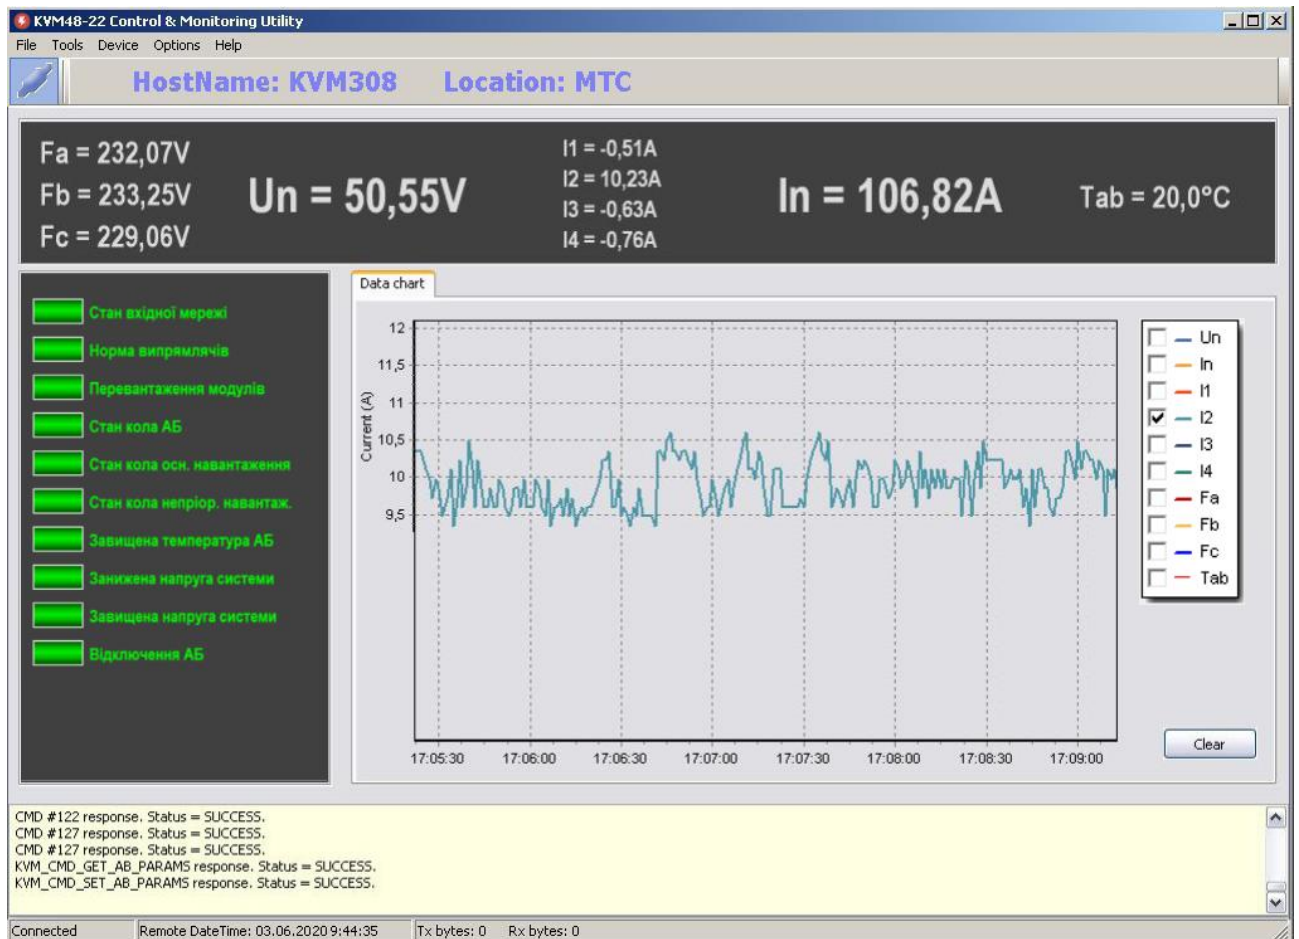 KVM48-22 Control & Monitoring Utility
File Tools Device Options Help
HostName: KVM308 Location: MTC
Fa = 232,07V
Fb = 233,25V
Fc = 229,06V
Un = 50,55V
I1 = -0,51A
I2 = 10,23A
I3 = -0,63A
I4 = -0,76A
In = 106,82A
Tab = 20,0°C
Стан вхідної мережі
Норма випрямлячів
Перевантаження модулів
Стан кола АБ
Стан кола осн. навантаження
Стан кола непріор. навантаж.
Завищена температура АБ
Занижена напруга системи
Завищена напруга системи
Відключення АБ
Data chart
Current (A)
12
11,5
11
10,5
10
9,5
17:05:30 17:06:00 17:06:30 17:07:00 17:07:30 17:08:00 17:08:30 17:09:00
Un
In
I1
I2
I3
I4
Fa
Fb
Fc
Tab
Clear
CMD #122 response. Status = SUCCESS.
CMD #127 response. Status = SUCCESS.
CMD #127 response. Status = SUCCESS.
KVM_CMD_GET_AB_PARAMS response. Status = SUCCESS.
KVM_CMD_SET_AB_PARAMS response. Status = SUCCESS.
Connected Remote DateTime: 03.06.2020 9:44:35 Tx bytes: 0 Rx bytes: 0